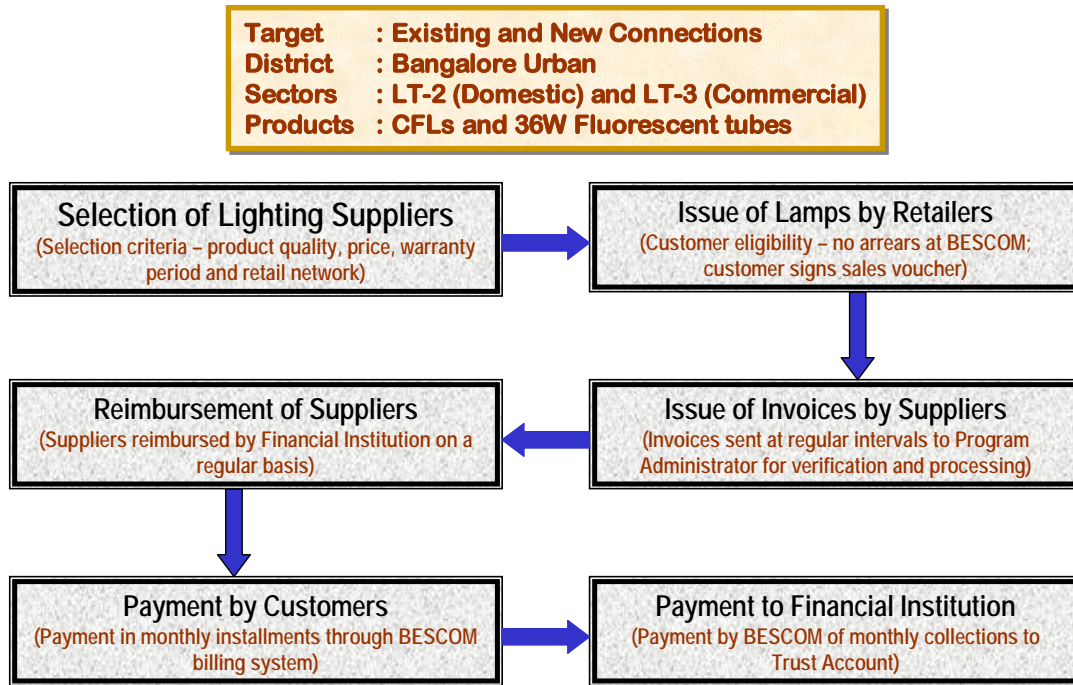 Target : Existing and New Connections
District : Bangalore Urban
Sectors : LT-2 (Domestic) and LT-3 (Commercial)
Products : CFLs and 36W Fluorescent tubes
Selection of Lighting Suppliers
(Selection criteria – product quality, price, warranty
period and retail network)
Issue of Lamps by Retailers
(Customer eligibility – no arrears at BESCOM;
customer signs sales voucher)
Issue of Invoices by Suppliers
(Invoices sent at regular intervals to Program
Administrator for verification and processing)
Reimbursement of Suppliers
(Suppliers reimbursed by Financial Institution on a
regular basis)
Payment by Customers
(Payment in monthly installments through BESCOM
billing system)
Payment to Financial Institution
(Payment by BESCOM of monthly collections to
Trust Account)